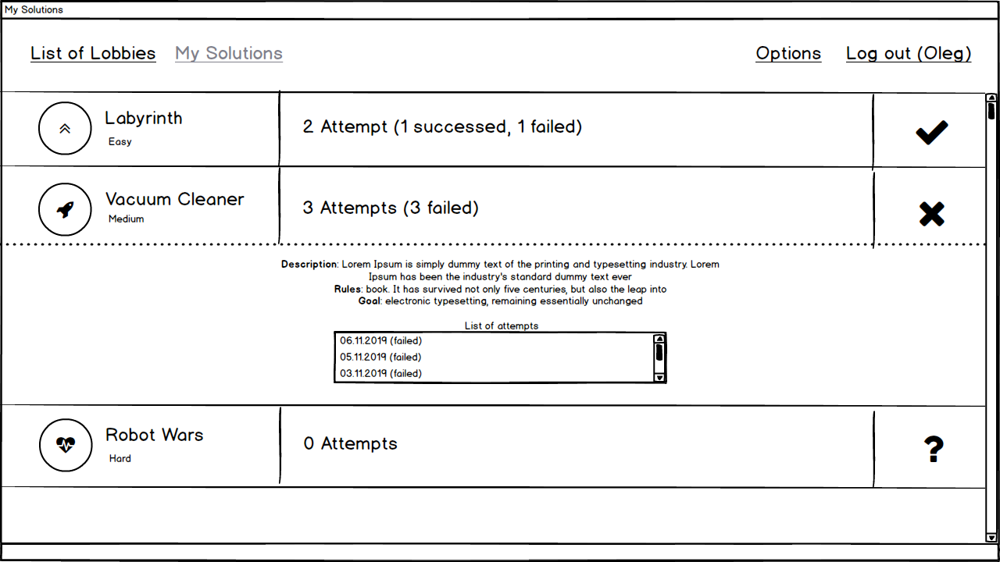 My Solutions
List of Lobbies My Solutions Options Log out (Oleg)
Labyrinth
Easy
2 Attempt (1 successed, 1 failed)
Vacuum Cleaner
Medium
3 Attempts (3 failed)
Description: Lorem Ipsum is simply dummy text of the printing and typesetting industry. Lorem
Ipsum has been the industry's standard dummy text ever
Rules: book. It has survived not only five centuries, but also the leap into
Goal: electronic typesetting, remaining essentially unchanged
List of attempts
06.11.2019 (failed)
05.11.2019 (failed)
03.11.2019 (failed)
Robot Wars
Hard
0 Attempts
?